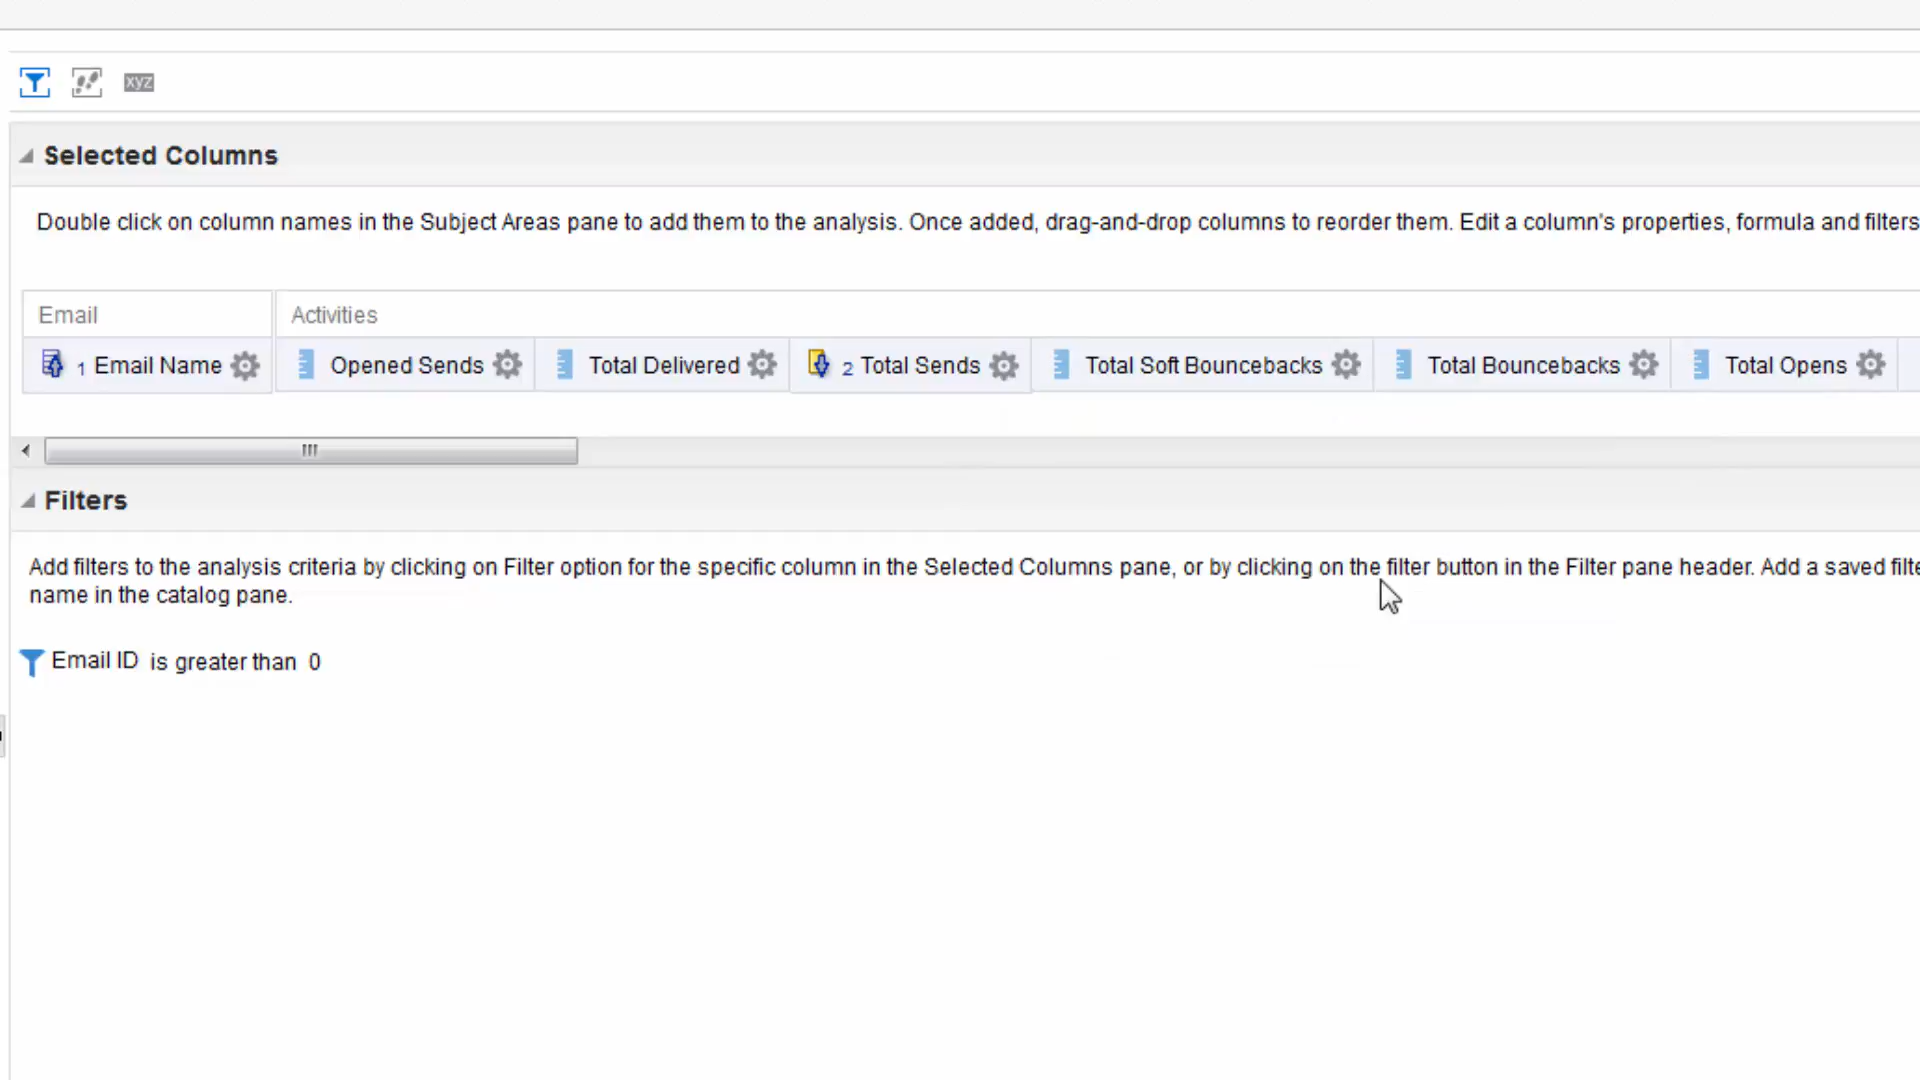 xyz
Selected Columns
Double click on column names in the Subject Areas pane to add them to the analysis. Once added, drag-and-drop columns to reorder them. Edit a column's properties, formula and filters
Email Activities
1 Email Name Opened Sends Total Delivered 2 Total Sends Total Soft Bouncebacks Total Bouncebacks Total Opens
Filters
Add filters to the analysis criteria by clicking on Filter option for the specific column in the Selected Columns pane, or by clicking on the filter button in the Filter pane header. Add a saved filte
name in the catalog pane.
Email ID is greater than 0